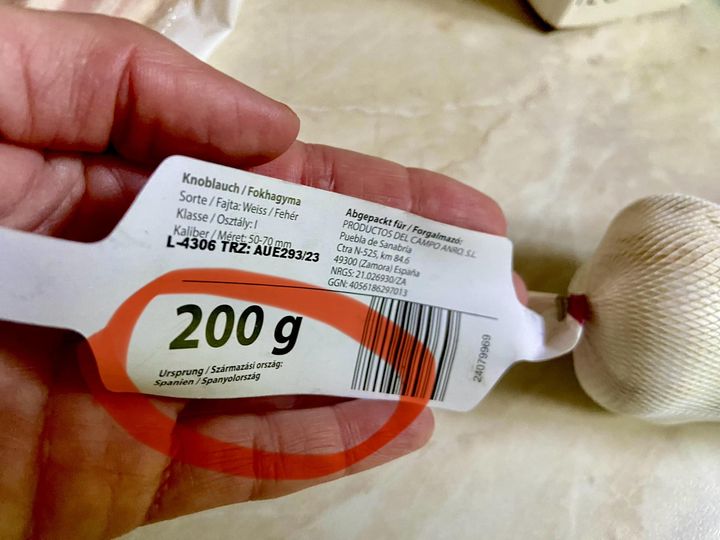 Knoblauch / Fokhagyma
Sorte / Fajta: Weiss / Fehér
Klasse / Osztály: I
Kaliber / Méret: 50-70 mm
L-4306 TRZ: AUE293/23
Abgepackt für / Forgalmazó:
PRODUCTOS DEL CAMPO ANRO, S.L
Puebla de Sanabria
Ctra N-525, km 84.6
49300 (Zamora) España
NRGS: 21.026930/ZA
GGN: 4056186297013
200 g
Ursprung / Származási ország:
Spanien / Spanyolország
24079969